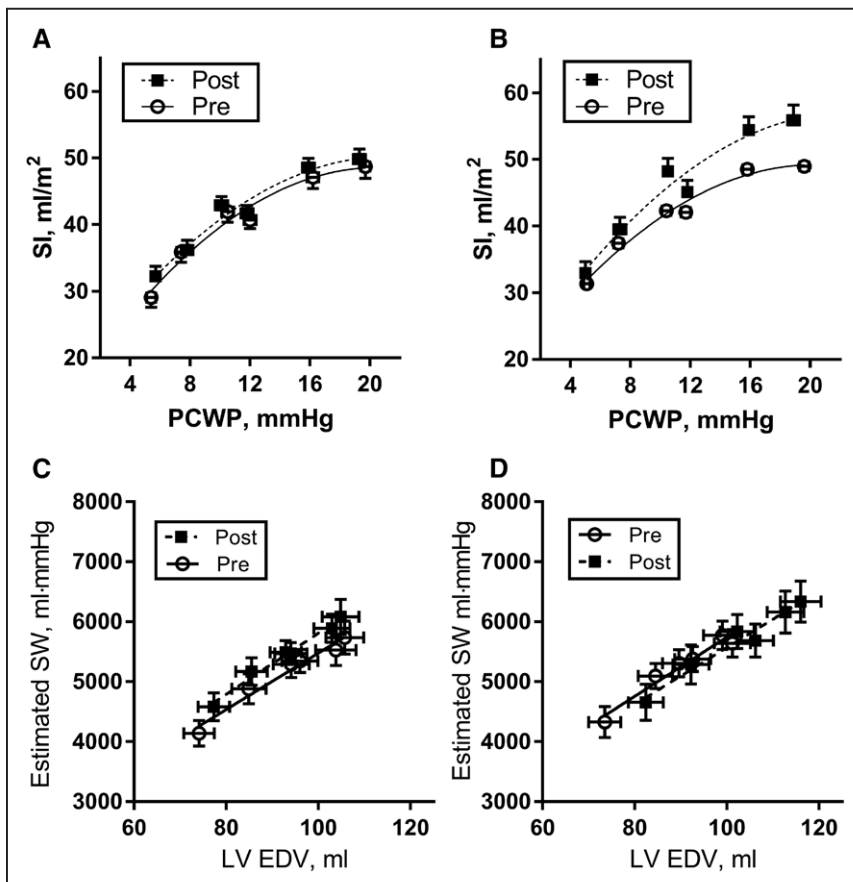 A
Post
Pre
SI, ml/m²
60
50
40
30
20
4 8 12 16 20
PCWP, mmHg
B
Post
Pre
SI, ml/m²
60
50
40
30
20
4 8 12 16 20
PCWP, mmHg
C
Post
Pre
Estimated SW, ml·mmHg
8000
7000
6000
5000
4000
3000
60 80 100 120
LV EDV, ml
D
Pre
Post
Estimated SW ml·mmHg
8000
7000
6000
5000
4000
3000
60 80 100 120
LV EDV, ml